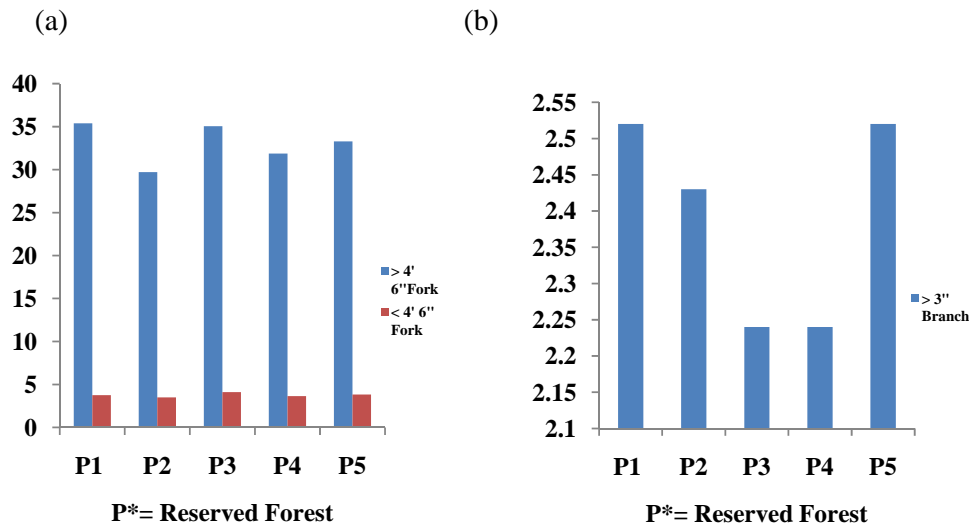 (a)
40
35
30
25
20
15
10
5
0
P1 P2 P3 P4 P5
> 4'
6"Fork
< 4' 6"
Fork
P*= Reserved Forest
(b)
2.55
2.5
2.45
2.4
2.35
2.3
2.25
2.2
2.15
2.1
P1 P2 P3 P4 P5
> 3"
Branch
P*= Reserved Forest